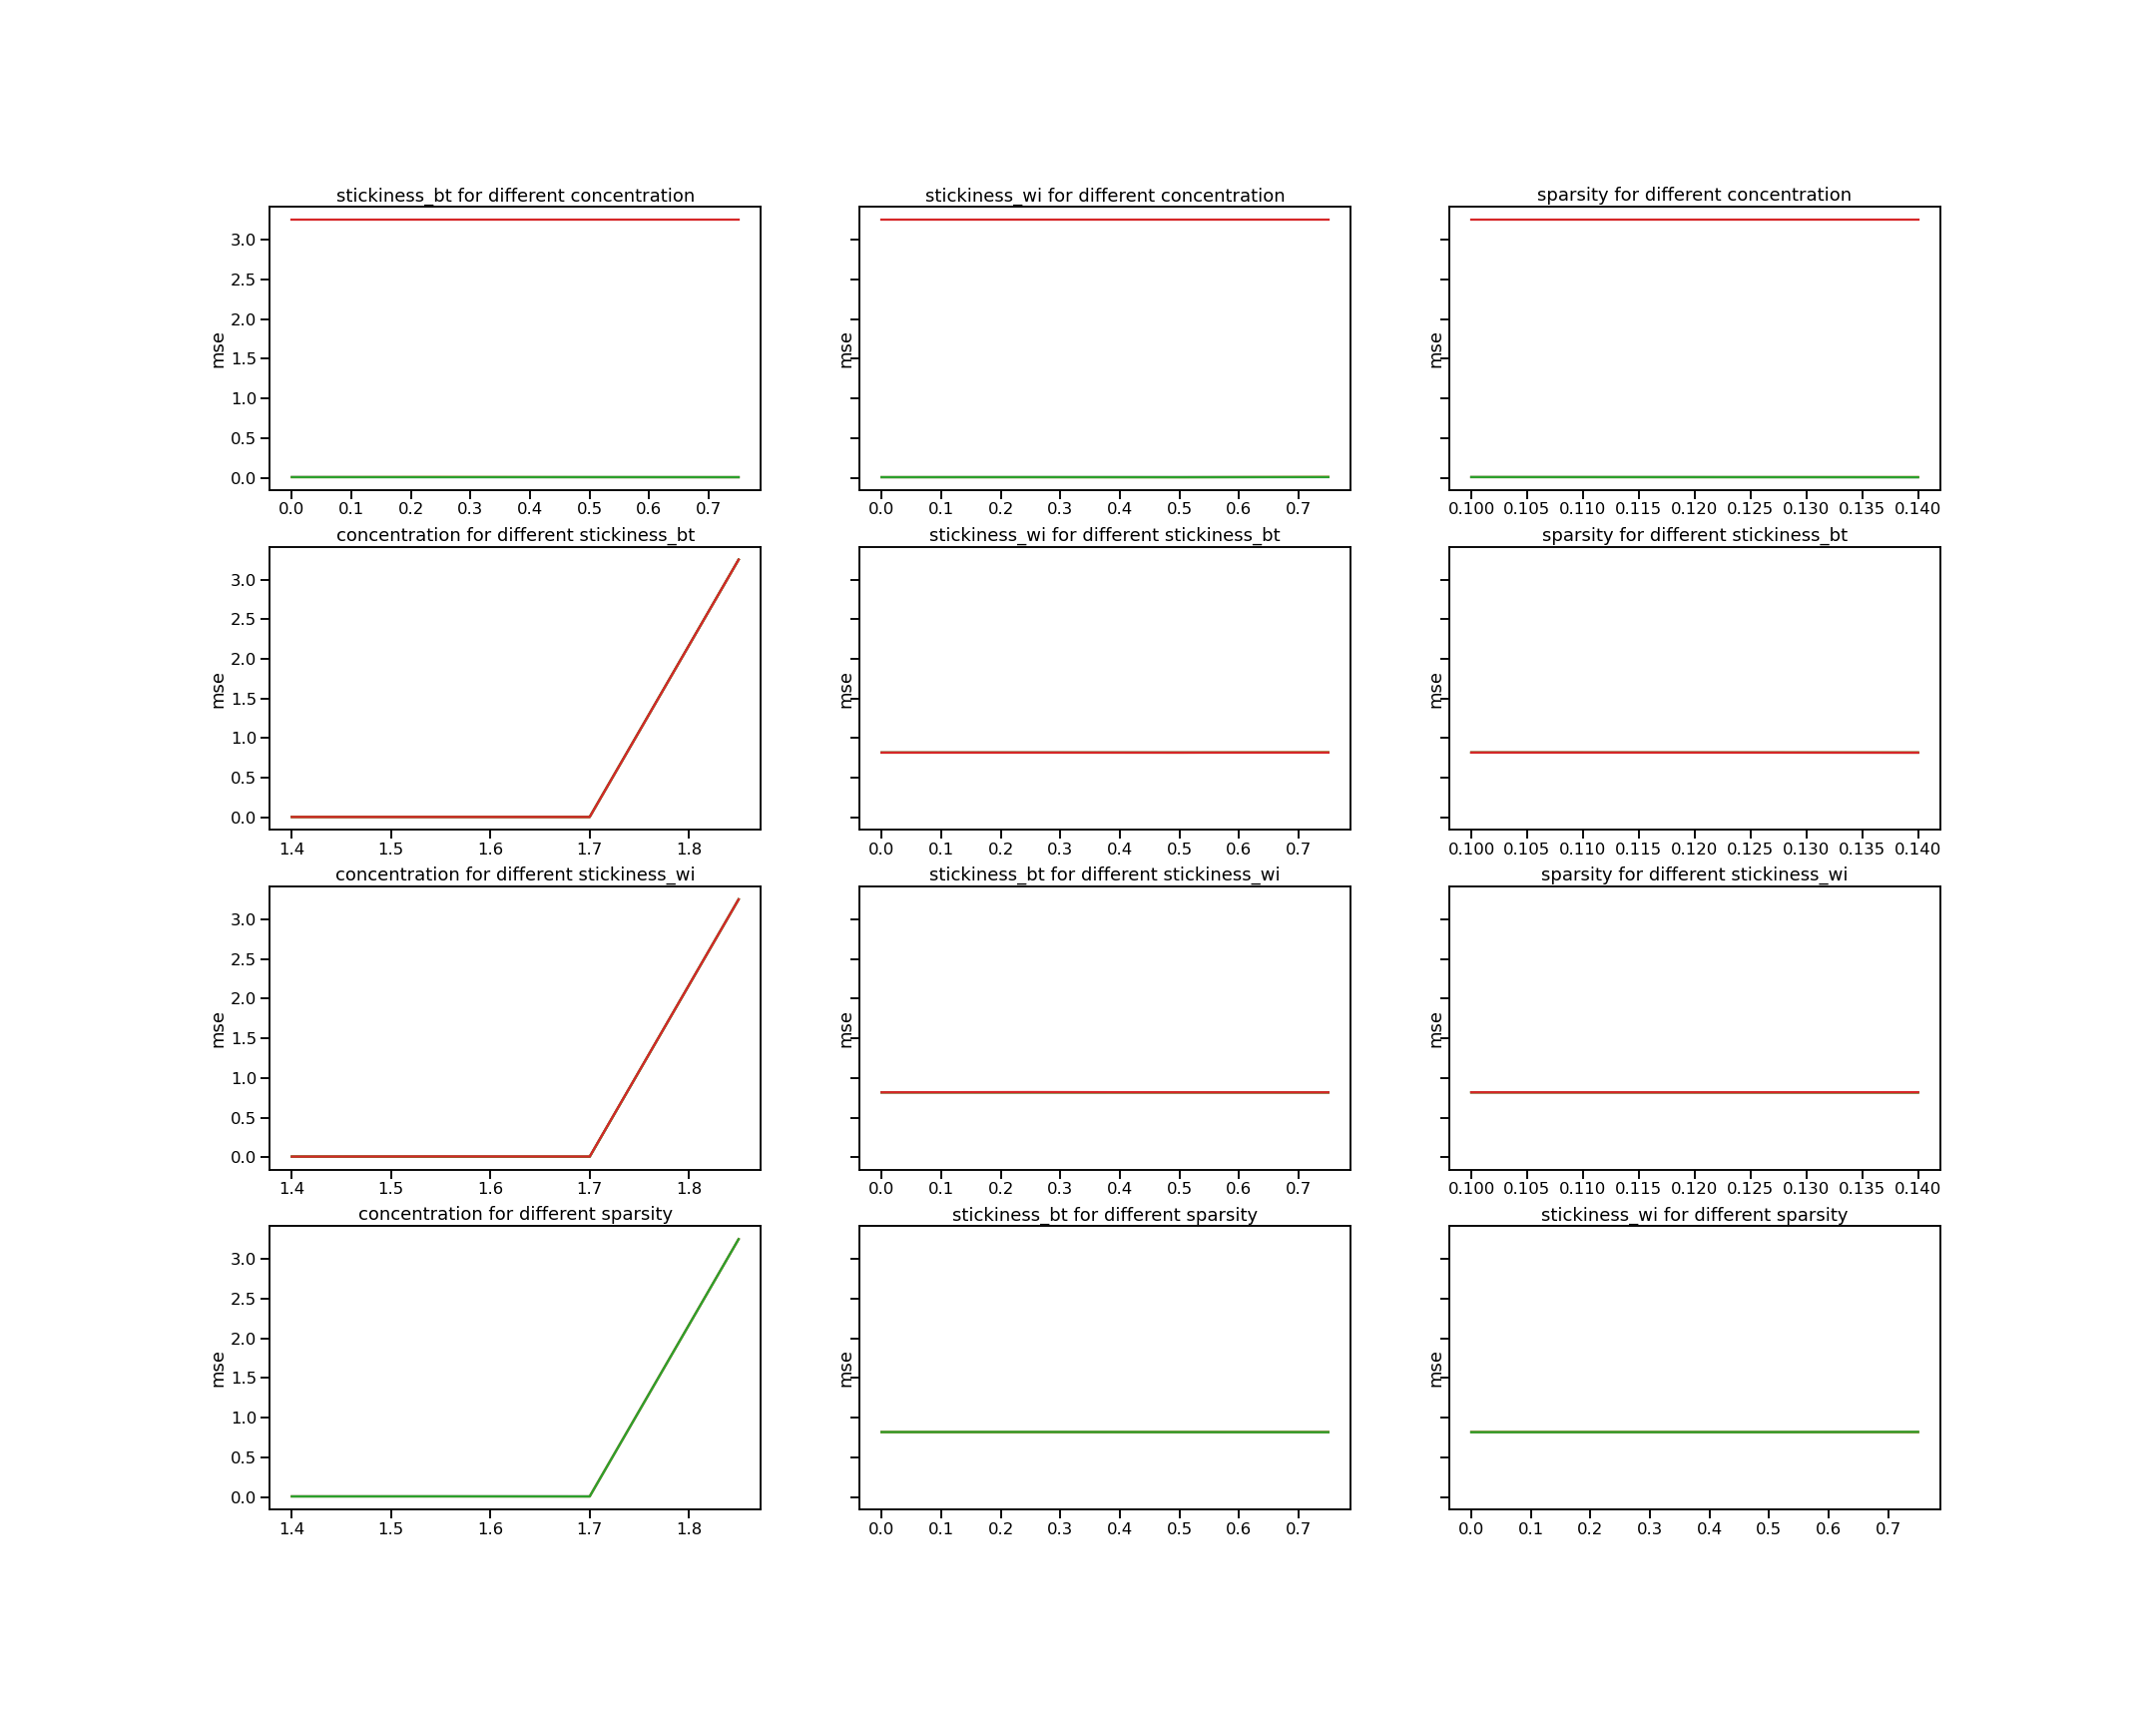 stickiness_bt for different concentration
stickiness_wi for different concentration
sparsity for different concentration
mse
3.0
2.5
2.0
1.5
1.0
0.5
0.0
0.0 0.1 0.2 0.3 0.4 0.5 0.6 0.7
mse
0.0 0.1 0.2 0.3 0.4 0.5 0.6 0.7
mse
0.100 0.105 0.110 0.115 0.120 0.125 0.130 0.135 0.140
concentration for different stickiness_bt
stickiness_wi for different stickiness_bt
sparsity for different stickiness_bt
mse
3.0
2.5
2.0
1.5
1.0
0.5
0.0
1.4 1.5 1.6 1.7 1.8
mse
0.0 0.1 0.2 0.3 0.4 0.5 0.6 0.7
mse
0.100 0.105 0.110 0.115 0.120 0.125 0.130 0.135 0.140
concentration for different stickiness_wi
stickiness_bt for different stickiness_wi
sparsity for different stickiness_wi
mse
3.0
2.5
2.0
1.5
1.0
0.5
0.0
1.4 1.5 1.6 1.7 1.8
mse
0.0 0.1 0.2 0.3 0.4 0.5 0.6 0.7
mse
0.100 0.105 0.110 0.115 0.120 0.125 0.130 0.135 0.140
concentration for different sparsity
stickiness_bt for different sparsity
stickiness_wi for different sparsity
mse
3.0
2.5
2.0
1.5
1.0
0.5
0.0
1.4 1.5 1.6 1.7 1.8
mse
0.0 0.1 0.2 0.3 0.4 0.5 0.6 0.7
mse
0.0 0.1 0.2 0.3 0.4 0.5 0.6 0.7